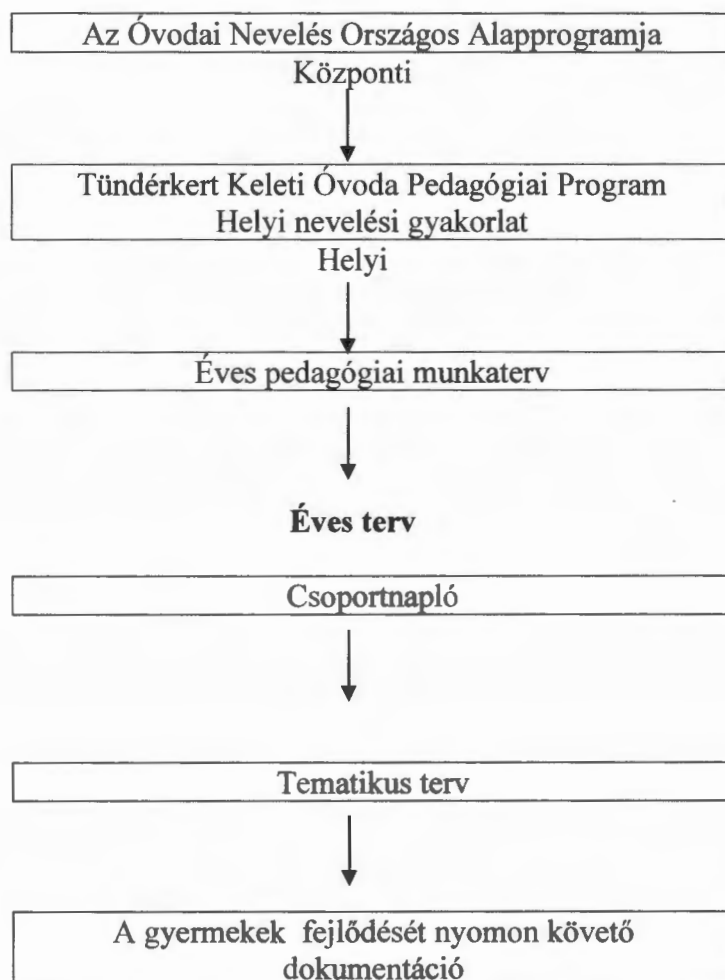 Az Óvodai Nevelés Országos Alapprogramja
Központi
Tündérkert Keleti Óvoda Pedagógiai Program
Helyi nevelési gyakorlat
Helyi
Éves pedagógiai munkaterv
Éves terv
Csoportnapló
Tematikus terv
A gyermekek fejlődését nyomon követő
dokumentáció